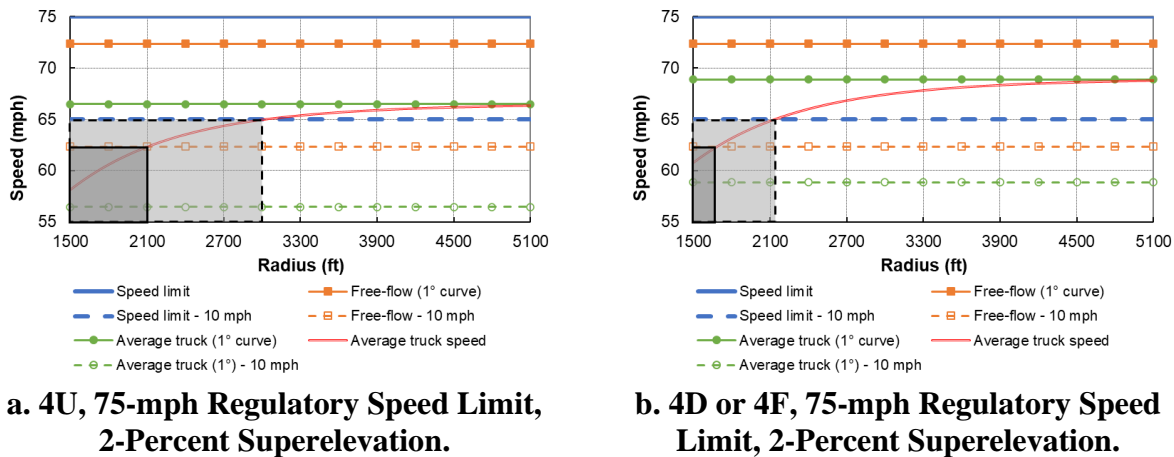 75
70
65
60
55
Speed (mph)
1500 2100 2700 3300 3900 4500 5100
Radius (ft)
Speed limit
Free-flow (1° curve)
Speed limit - 10 mph
Free-flow - 10 mph
Average truck (1° curve)
Average truck speed
Average truck (1°) - 10 mph
a. 4U, 75-mph Regulatory Speed Limit,
2-Percent Superelevation.
75
70
65
60
55
Speed (mph)
1500 2100 2700 3300 3900 4500 5100
Radius (ft)
Speed limit
Free-flow (1° curve)
Speed limit - 10 mph
Free-flow - 10 mph
Average truck (1° curve)
Average truck speed
Average truck (1°) - 10 mph
b. 4D or 4F, 75-mph Regulatory Speed
Limit, 2-Percent Superelevation.